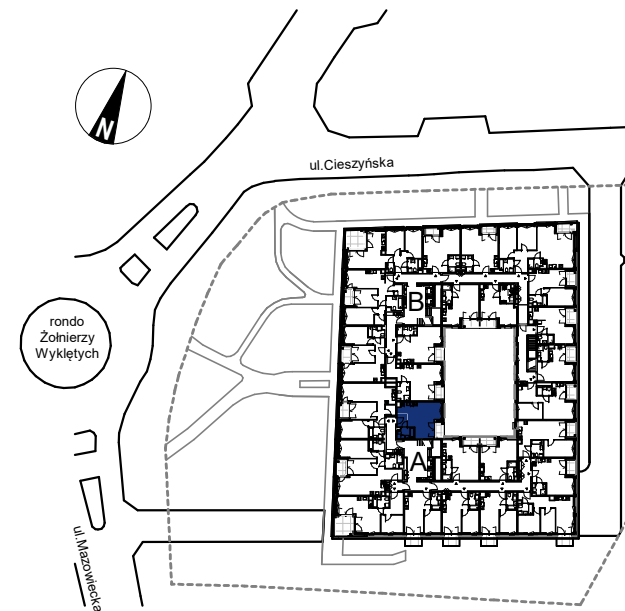 N
ul.Cieszyńska
B
rondo
Żołnierzy
Wyklętych
A
ul.Mazowiecka